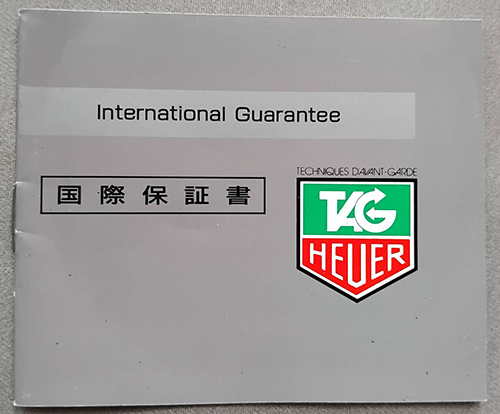 International Guarantee
国際保証書
TECHNIQUES D'AVANT-GARDE
TAG
HEUER